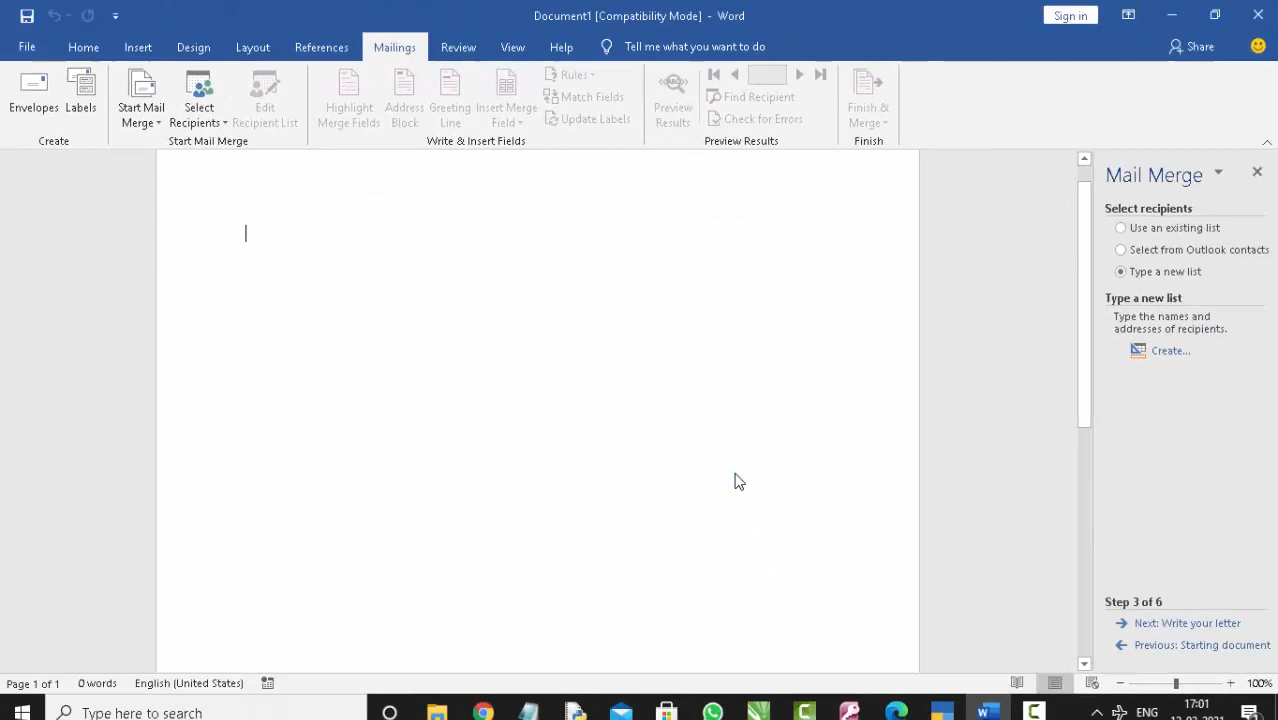 Document1 [Compatibility Mode] - Word
Sign in
File Home Insert Design Layout References Mailings Review View Help Tell me what you want to do Share
Envelopes
Labels
Create
Start Mail
Merge
Select
Recipients
Edit
Recipient List
Start Mail Merge
Highlight
Merge Fields
Address
Block
Greeting
Line
Insert Merge
Field
Rules
Match Fields
Update Labels
Write & Insert Fields
Preview
Results
Find Recipient
Check for Errors
Preview Results
Finish &
Merge
Finish
Mail Merge
Select recipients
Use an existing list
Select from Outlook contacts
Type a new list
Type a new list
Type the names and
addresses of recipients.
Create...
Step 3 of 6
Next: Write your letter
Previous: Starting document
Page 1 of 1 0 words English (United States) 100%
Type here to search
ENG
17:01